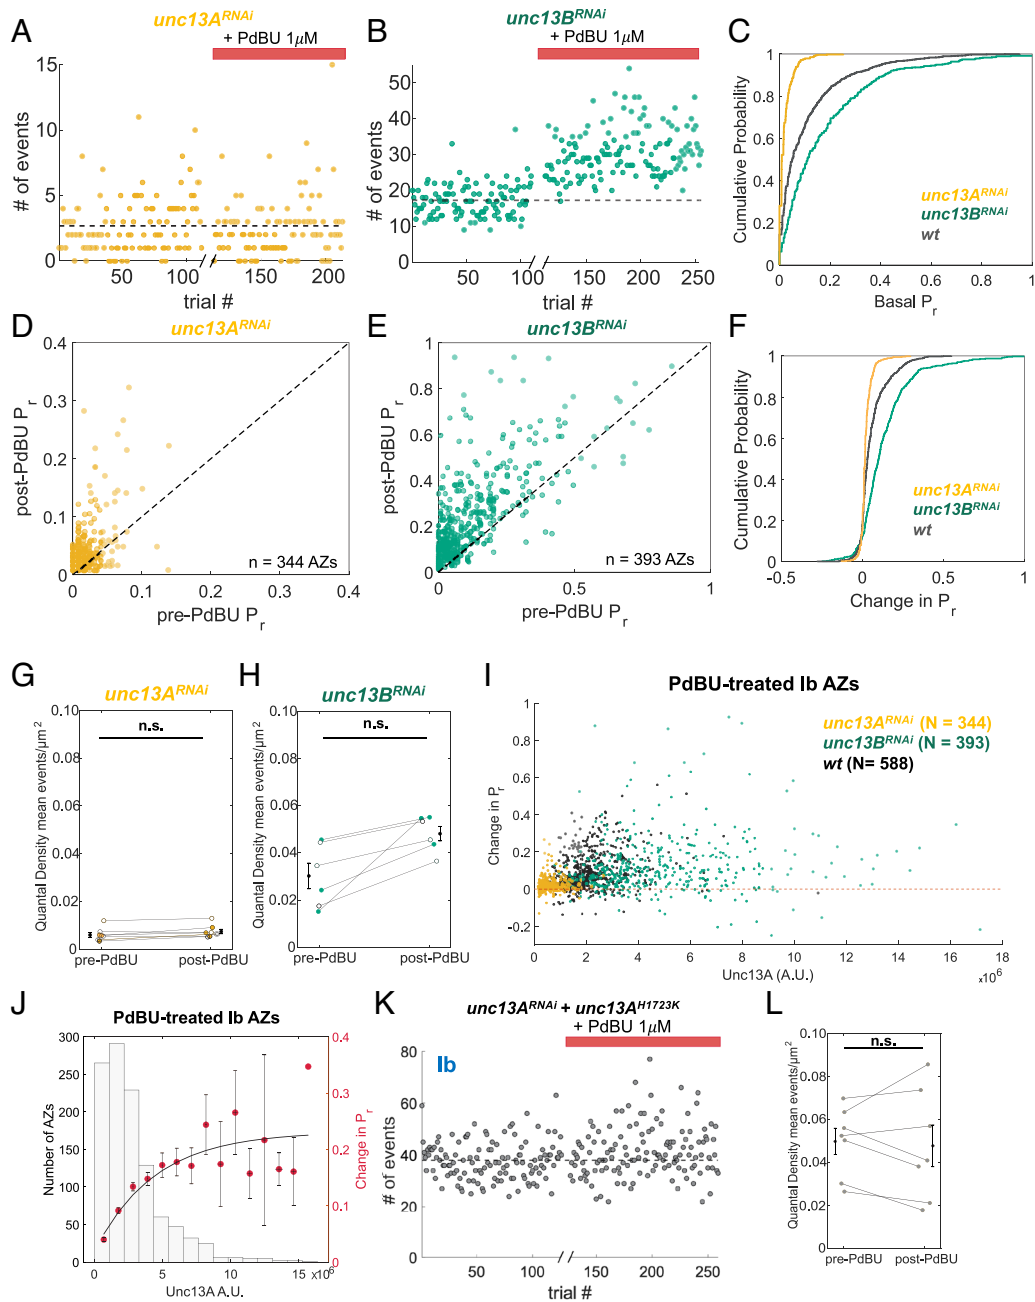 A
unc13A^RNAi
+ PdBU 1μM
# of events
15
10
5
0
50
100
150
200
trial #
B
unc13B^RNAi
+ PdBU 1μM
# of events
50
40
30
20
10
0
50
100
150
200
250
trial #
C
Cumulative Probability
1
0.8
0.6
0.4
0.2
0
0
0.2
0.4
0.6
0.8
1
Basal P_r
unc13A^RNAi
unc13B^RNAi
wt
D
unc13A^RNAi
post-PdBU P_r
0.4
0.3
0.2
0.1
0
0
0.1
0.2
0.3
0.4
n = 344 AZs
pre-PdBU P_r
E
unc13B^RNAi
post-PdBU P_r
1
0.8
0.6
0.4
0.2
0
0
0.5
1
n = 393 AZs
pre-PdBU P_r
F
Cumulative Probability
1
0.8
0.6
0.4
0.2
0
-0.5
0
0.5
1
Change in P_r
unc13A^RNAi
unc13B^RNAi
wt
G
unc13A^RNAi
n.s.
Quantal Density mean events/μm²
0.10
0.08
0.06
0.04
0.02
0
pre-PdBU
post-PdBU
H
unc13B^RNAi
n.s.
Quantal Density mean events/μm²
0.10
0.08
0.06
0.04
0.02
0
pre-PdBU
post-PdBU
I
PdBU-treated Ib AZs
unc13A^RNAi (N = 344)
unc13B^RNAi (N = 393)
wt (N= 588)
Change in P_r
1
0.8
0.6
0.4
0.2
0
-0.2
0
2
4
6
8
10
12
14
16
18
×10⁶
Unc13A (A.U.)
J
PdBU-treated Ib AZs
Number of AZs
300
250
200
150
100
50
0
0
5
10
15
×10⁶
Unc13A A.U.
0.4
0.3
0.2
0.1
0
Change in P_r
K
unc13A^RNAi + unc13A^H1723K
+ PdBU 1μM
Ib
# of events
80
60
40
20
0
50
100
150
200
250
trial #
L
n.s.
Quantal Density mean events/μm²
0.10
0.08
0.06
0.04
0.02
0
pre-PdBU
post-PdBU